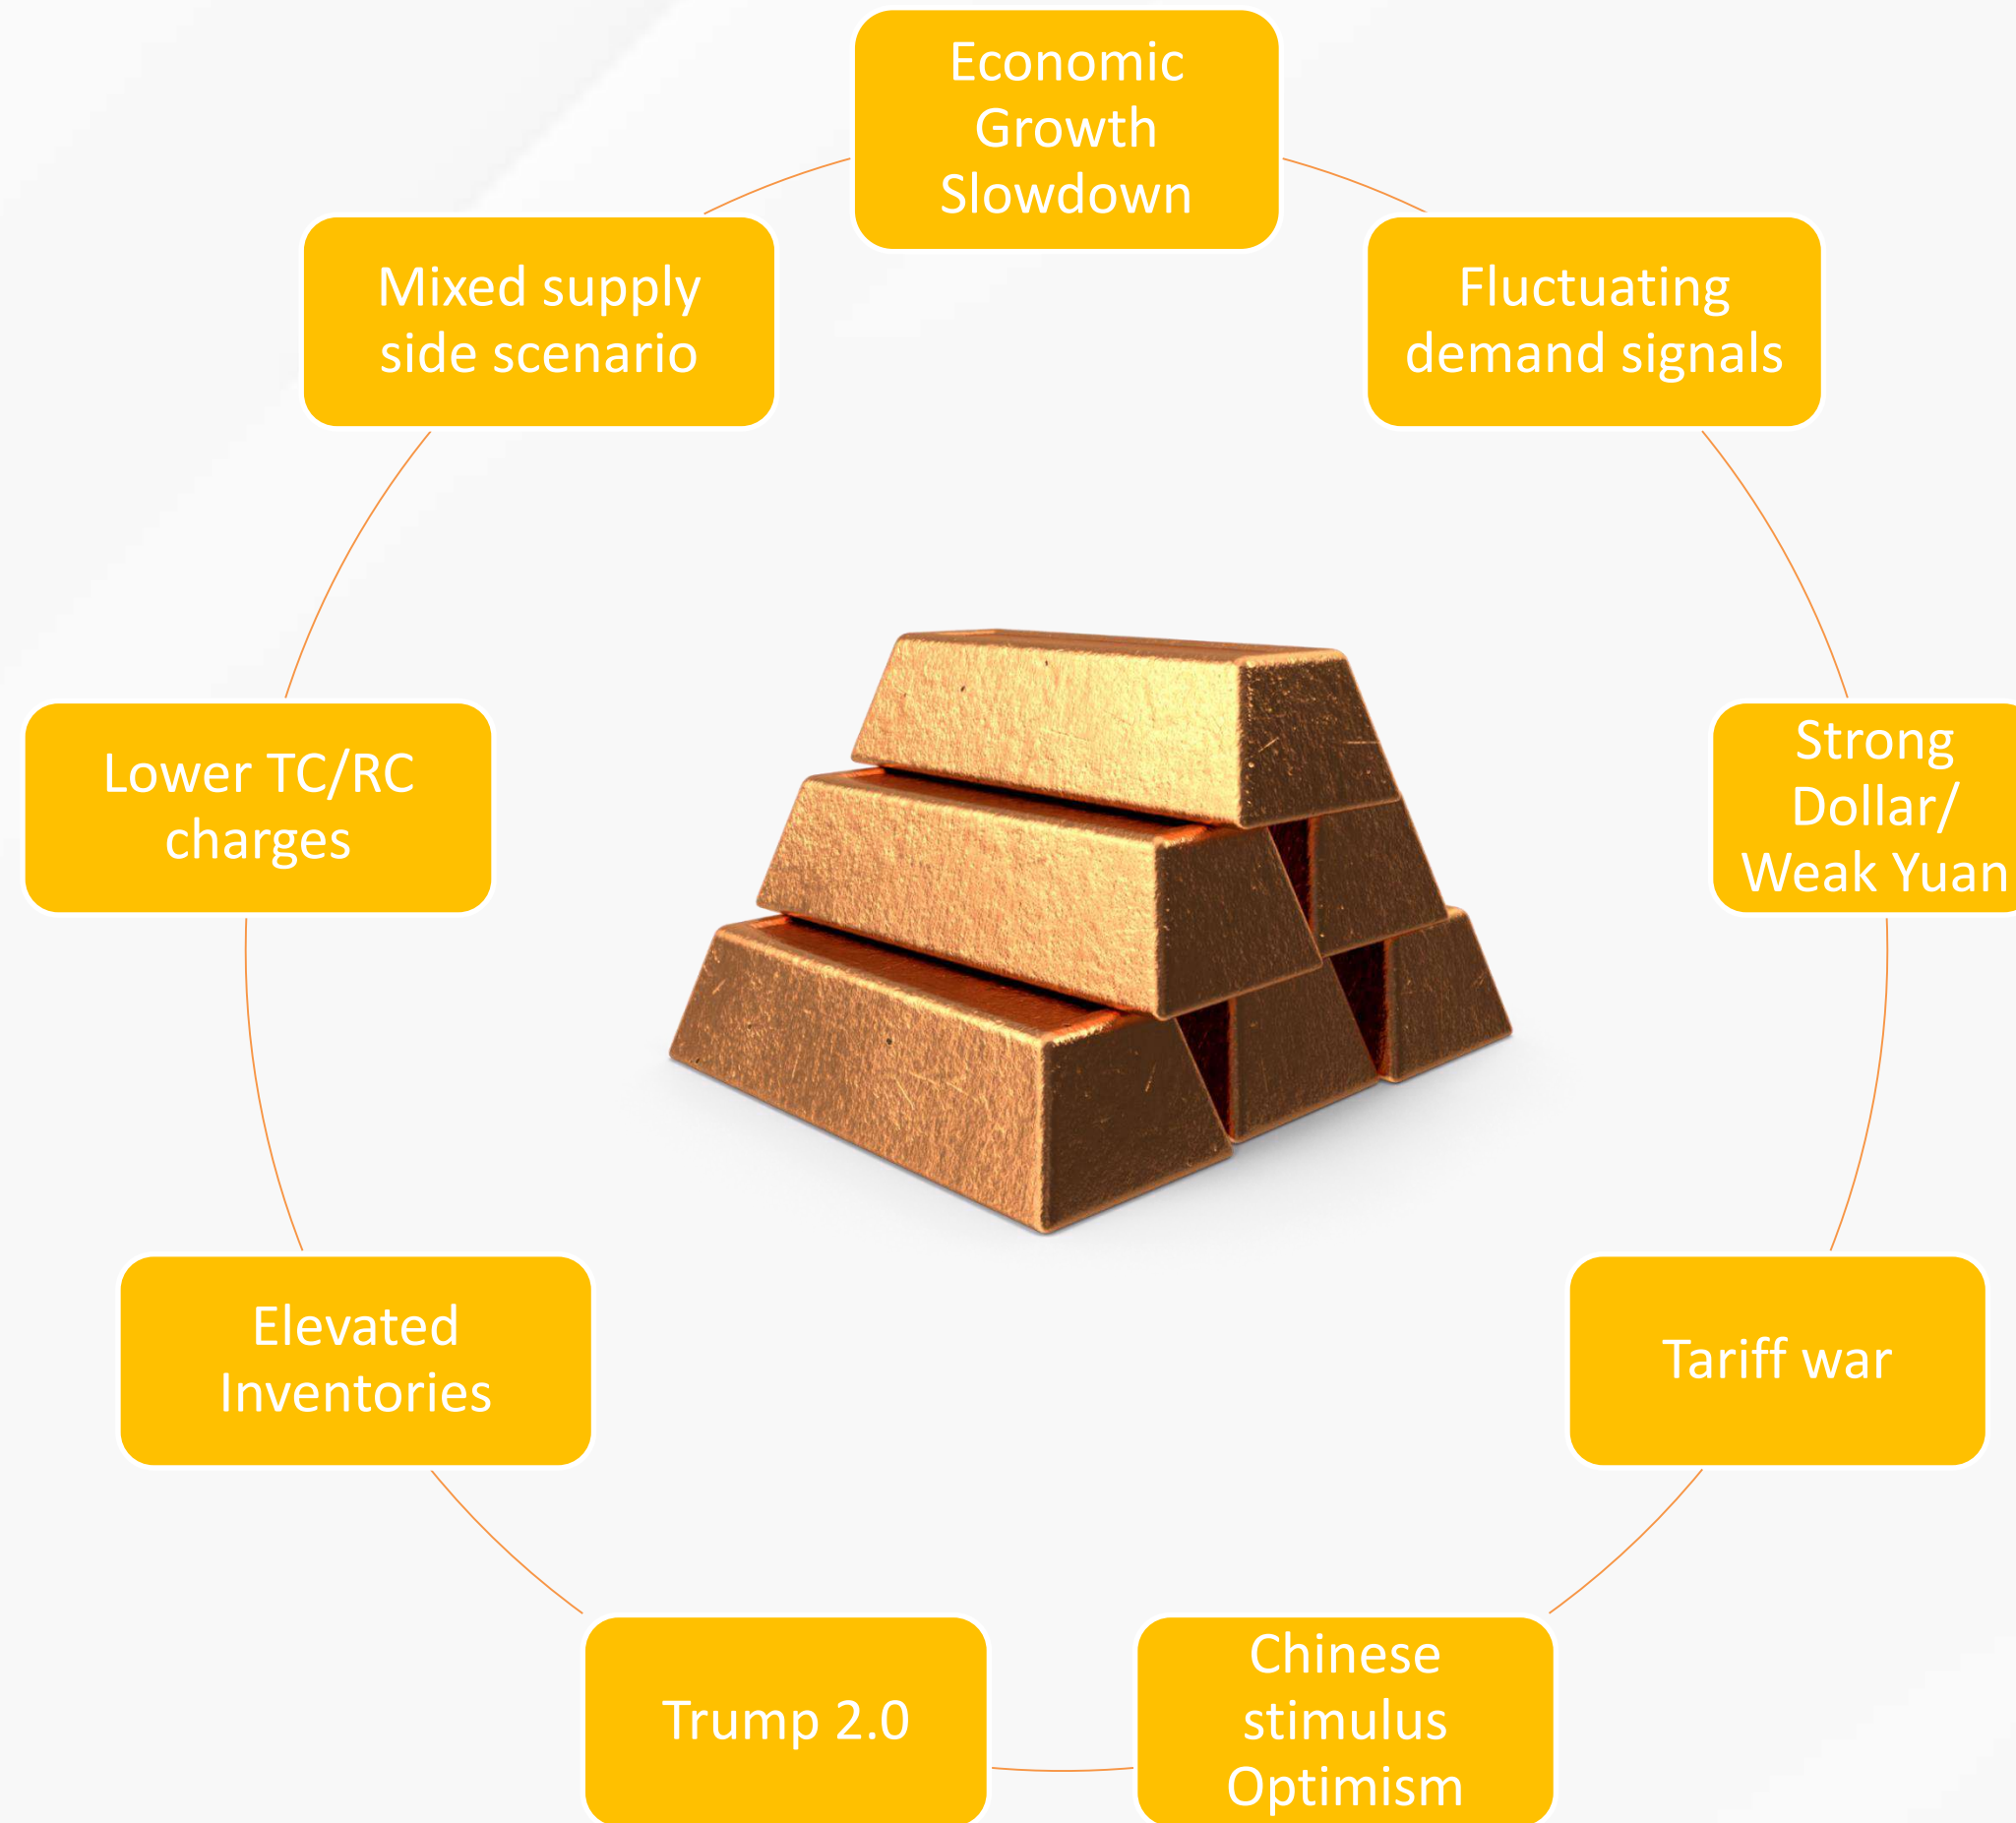 Economic
Growth
Slowdown
Fluctuating
demand signals
Strong
Dollar/
Weak Yuan
Tariff war
Chinese
stimulus
Optimism
Trump 2.0
Elevated
Inventories
Lower TC/RC
charges
Mixed supply
side scenario